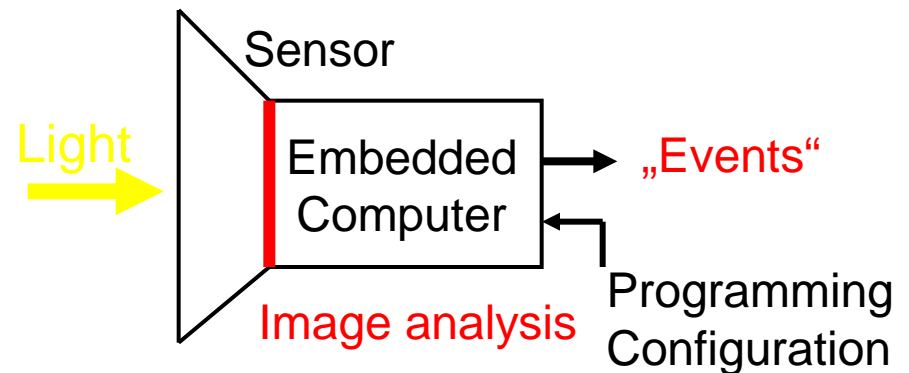 Sensor
Light
Embedded
Computer
„Events“
Image analysis
Programming
Configuration